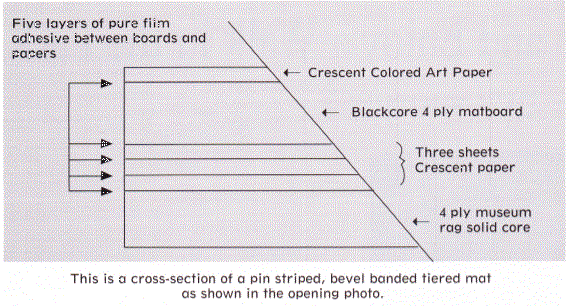 Five layers of pure film
adhesive between boards and
papers
Crescent Colored Art Paper
Blackcore 4 ply matboard
Three sheets
Crescent paper
4 ply museum
rag solid core
This is a cross-section of a pin striped, bevel banded tiered mat
as shown in the opening photo.